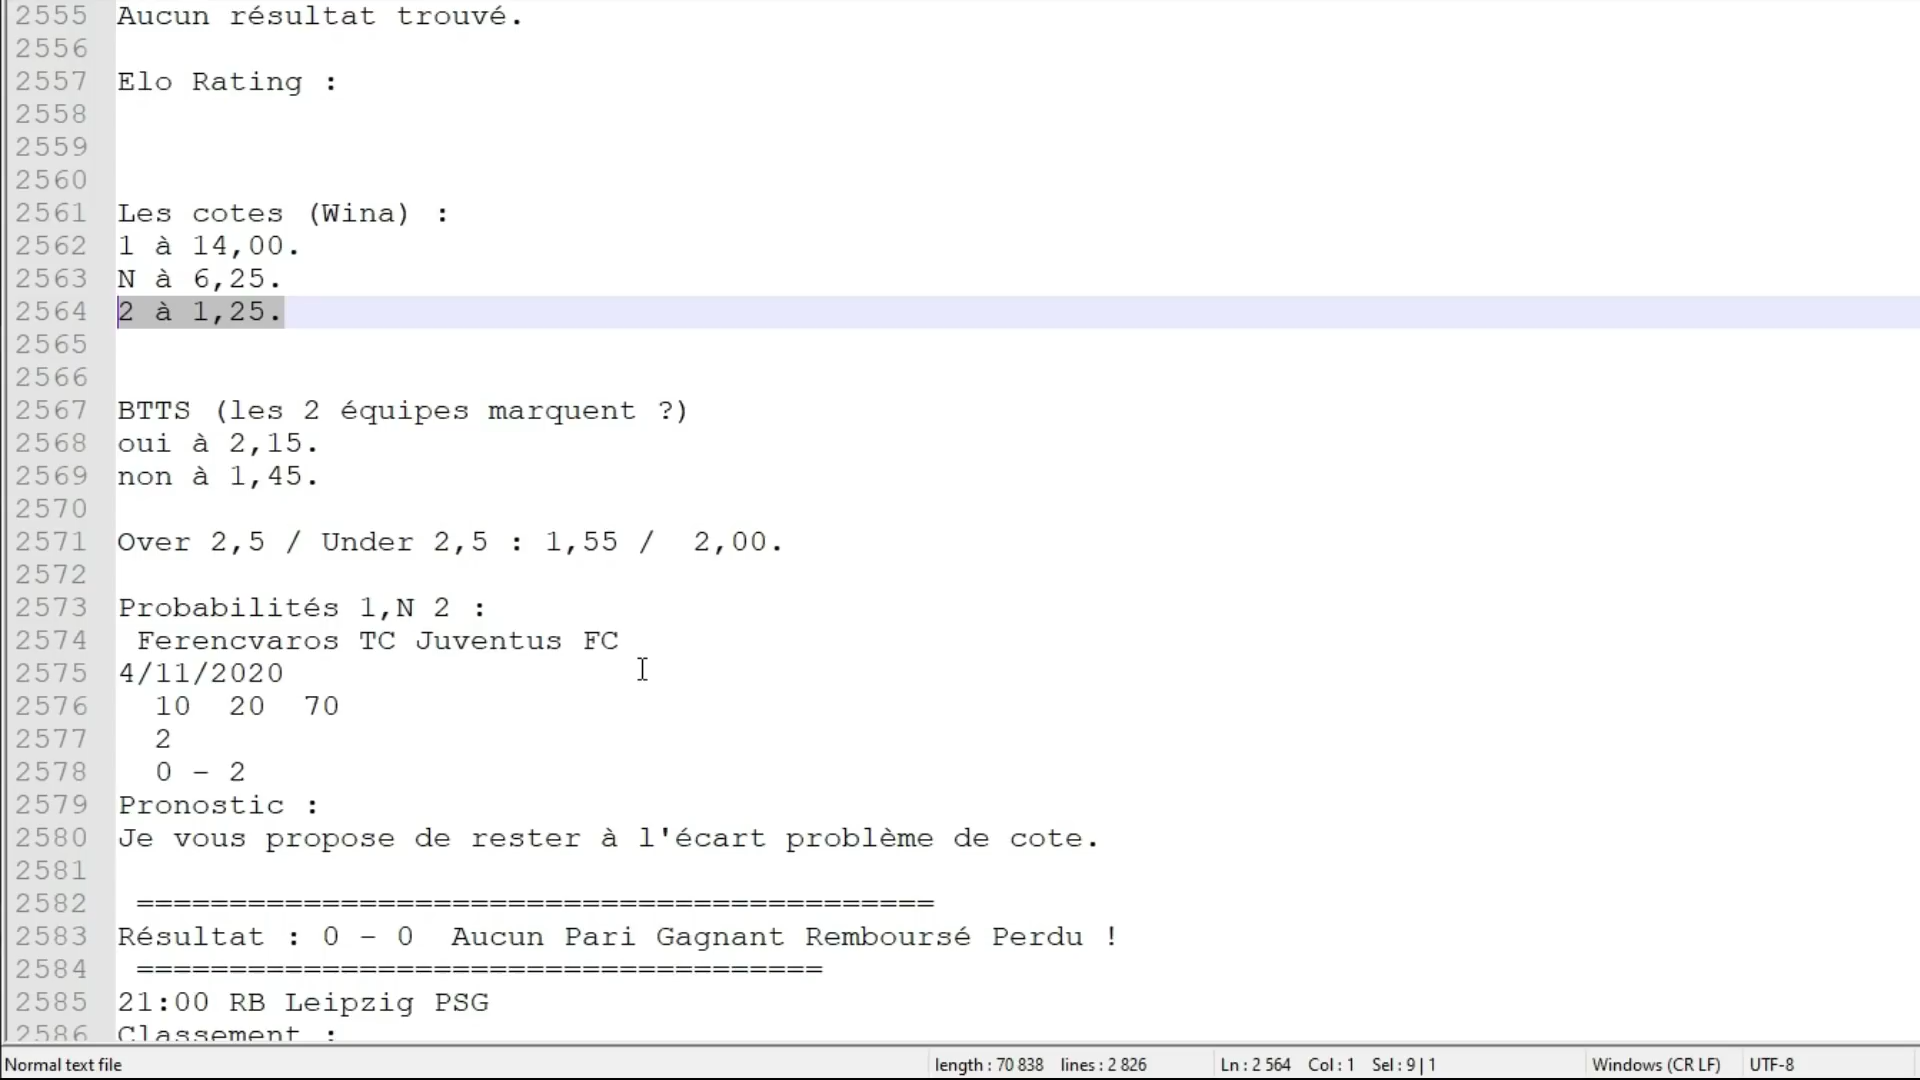 2555 Aucun résultat trouvé.
2556
2557 Elo Rating :
2558
2559
2560
2561 Les cotes (Wina) :
2562 1 à 14,00.
2563 N à 6,25.
2564 2 à 1,25.
2565
2566
2567 BTTS (les 2 équipes marquent ?)
2568 oui à 2,15.
2569 non à 1,45.
2570
2571 Over 2,5 / Under 2,5 : 1,55 /  2,00.
2572
2573 Probabilités 1,N 2 :
2574  Ferencvaros TC Juventus FC
2575 4/11/2020
2576   10  20  70
2577   2
2578   0 - 2
2579 Pronostic :
2580 Je vous propose de rester à l'écart problème de cote.
2581
2582  ===========================================
2583 Résultat : 0 - 0  Aucun Pari Gagnant Remboursé Perdu !
2584  =====================================
2585 21:00 RB Leipzig PSG
2586 Classement :
Normal text file length : 70 838 lines : 2 826 Ln : 2 564 Col : 1 Sel : 9 | 1 Windows (CR LF) UTF-8